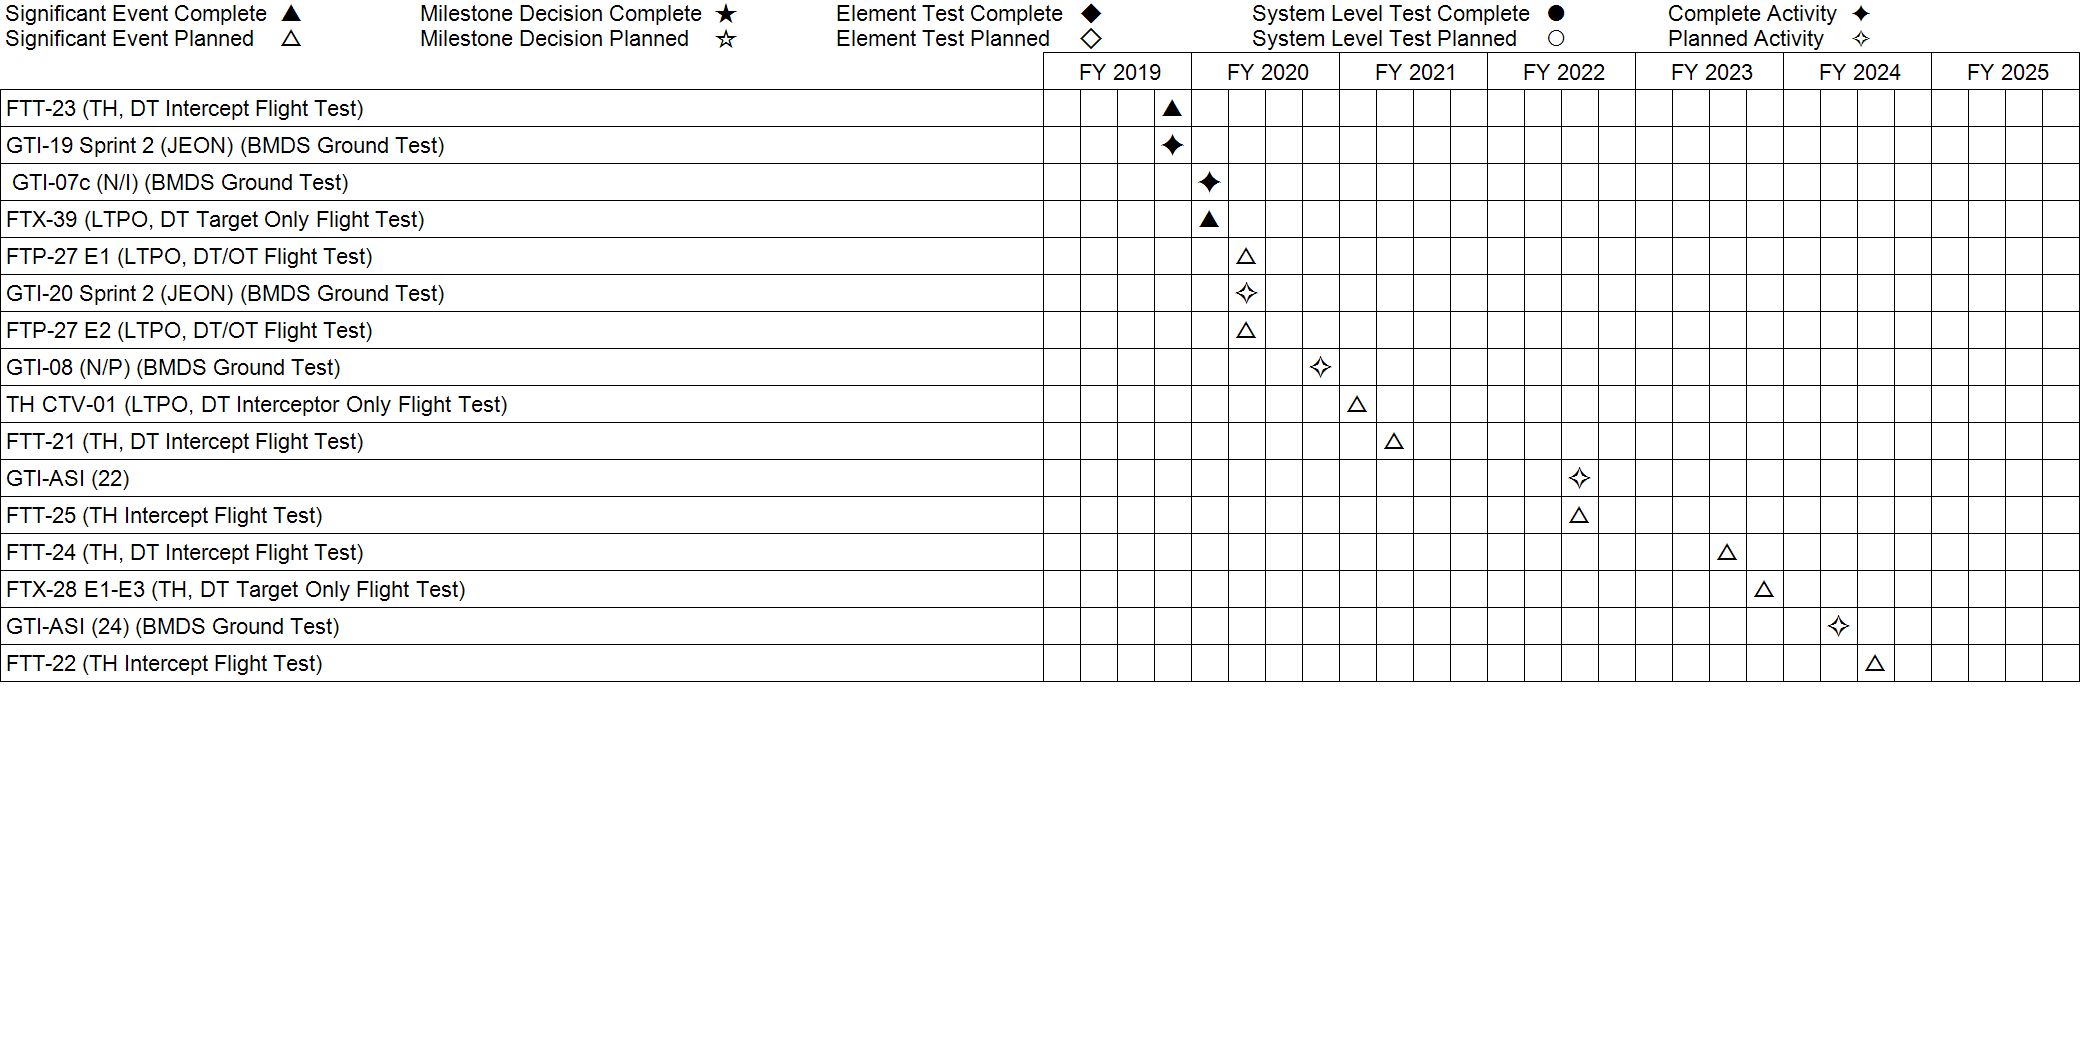 Significant Event Complete ▲ Milestone Decision Complete ★ Element Test Complete ◆ System Level Test Complete ● Complete Activity ✦
Significant Event Planned △ Milestone Decision Planned ☆ Element Test Planned ◇ System Level Test Planned ○ Planned Activity ✧
FY 2019 FY 2020 FY 2021 FY 2022 FY 2023 FY 2024 FY 2025
FTT-23 (TH, DT Intercept Flight Test) ▲
GTI-19 Sprint 2 (JEON) (BMDS Ground Test) ✦
GTI-07c (N/I) (BMDS Ground Test) ✦
FTX-39 (LTPO, DT Target Only Flight Test) ▲
FTP-27 E1 (LTPO, DT/OT Flight Test) △
GTI-20 Sprint 2 (JEON) (BMDS Ground Test) ✧
FTP-27 E2 (LTPO, DT/OT Flight Test) △
GTI-08 (N/P) (BMDS Ground Test) ✧
TH CTV-01 (LTPO, DT Interceptor Only Flight Test) △
FTT-21 (TH, DT Intercept Flight Test) △
GTI-ASI (22) ✧
FTT-25 (TH Intercept Flight Test) △
FTT-24 (TH, DT Intercept Flight Test) △
FTX-28 E1-E3 (TH, DT Target Only Flight Test) △
GTI-ASI (24) (BMDS Ground Test) ✧
FTT-22 (TH Intercept Flight Test) △